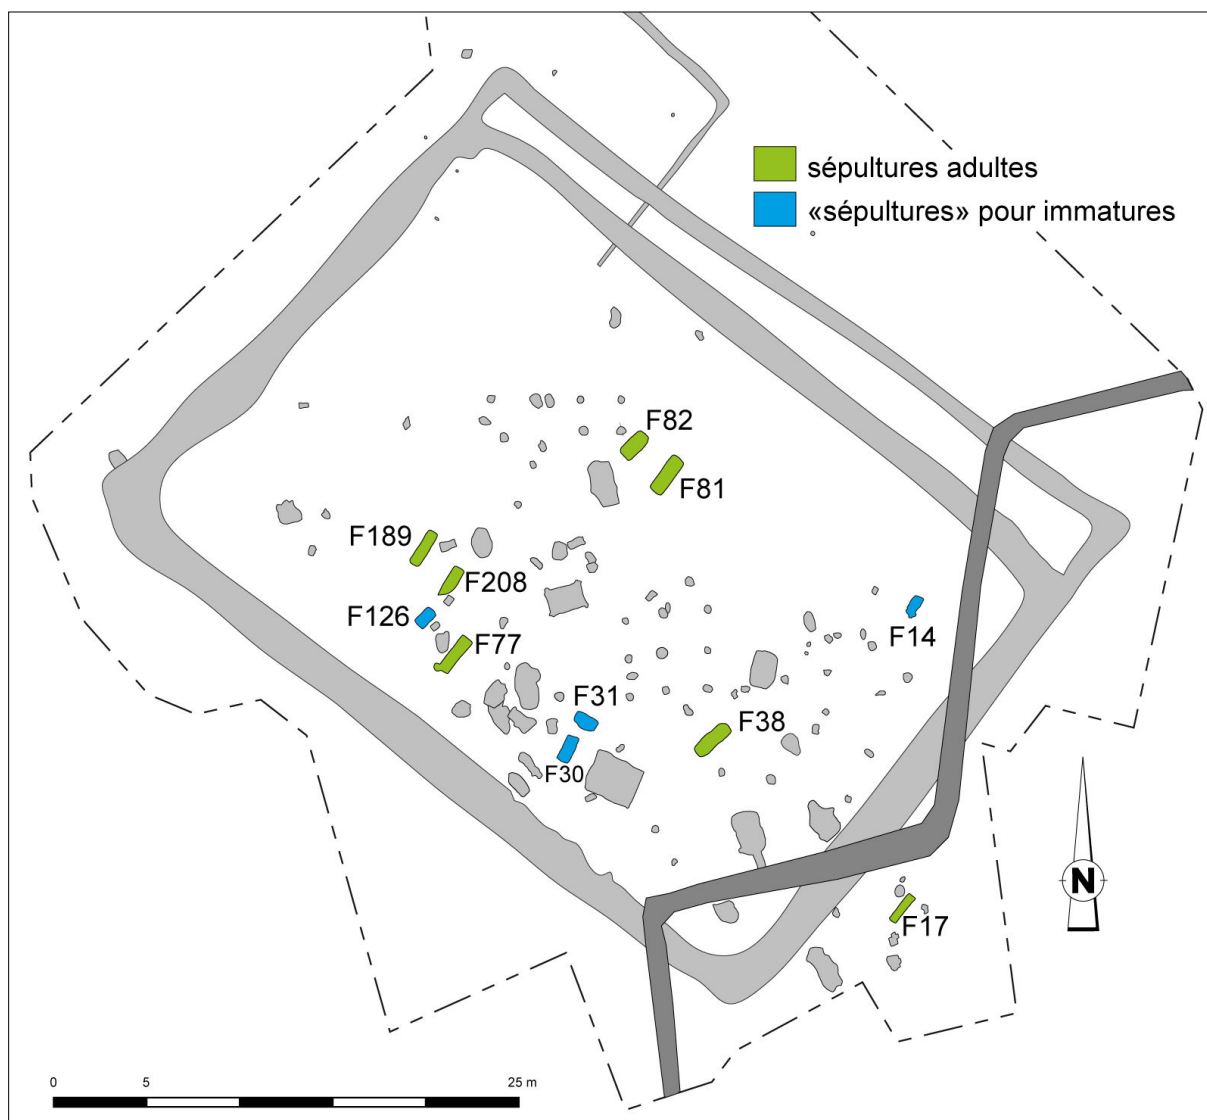 sépultures adultes
«sépultures» pour immatures
F82
F81
F189
F208
F126
F14
F77
F31
F38
F30
N
F17
0 5 25 m